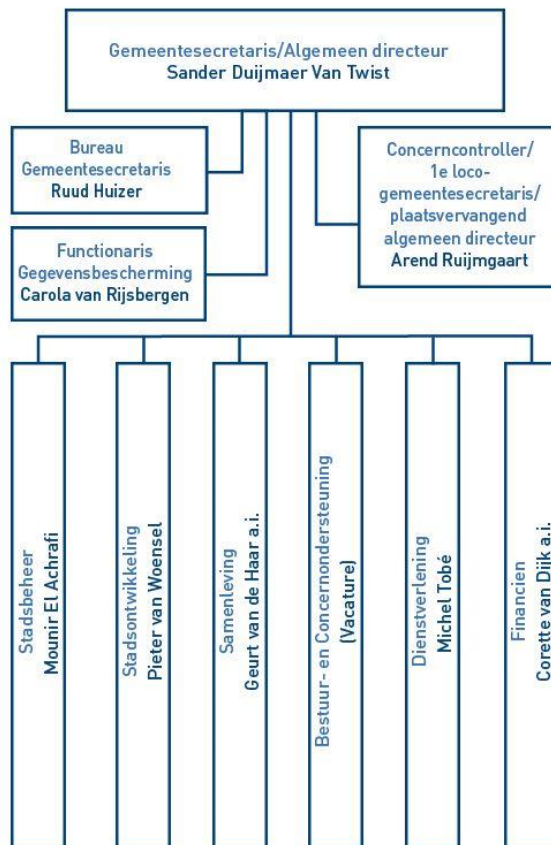 Gemeentesecretaris/Algemeen directeur
Sander Duijmaer Van Twist
Bureau
Gemeentesecretaris
Ruud Huizer
Concerncontroller/
1e loco-
gemeentesecretaris/
plaatsvervangend
algemeen directeur
Arend Ruijmgaart
Functionaris
Gegevensbescherming
Carola van Rijsbergen
Stadsbeheer
Mounir El Achrafi
Stadsontwikkeling
Pieter van Woensel
Samenleving
Geurt van de Haar a.i.
Bestuur- en Concernondersteuning
(Vacature)
Dienstverlening
Michel Tobé
Financien
Corette van Dijk a.i.